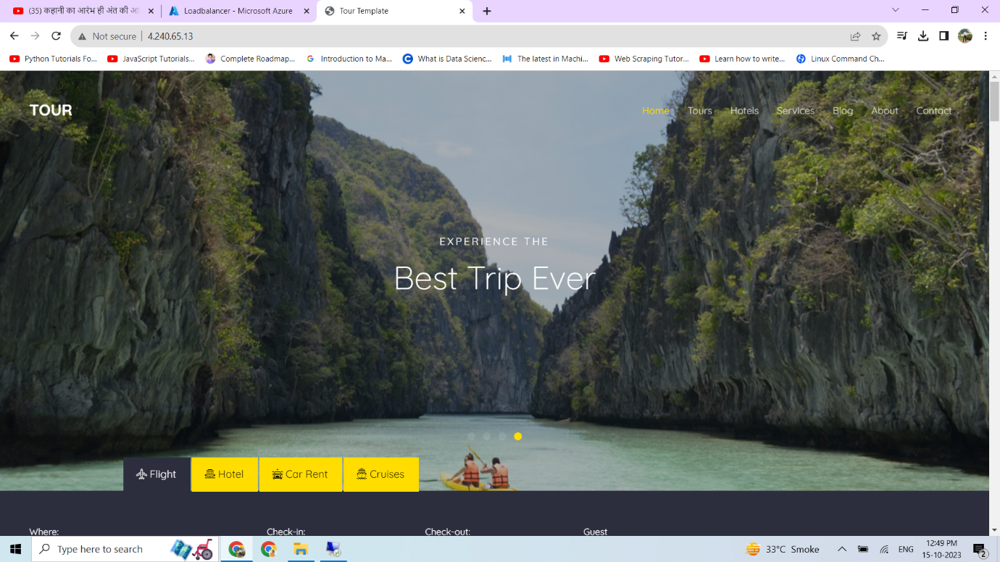 (35) कहानी का आरंभ ही अंत की
Loadbalancer - Microsoft Azure
Tour Template
Not secure
4.240.65.13
Python Tutorials Fo...
JavaScript Tutorials...
Complete Roadmap...
Introduction to Ma...
What is Data Scienc...
The latest in Machi...
Web Scraping Tutor...
Learn how to write...
Linux Command Ch...
TOUR
Home
Tours
Hotels
Services
Blog
About
Contact
EXPERIENCE THE
Best Trip Ever
Flight
Hotel
Car Rent
Cruises
Where:
Check-in:
Check-out:
Guest
Type here to search
33°C Smoke
ENG
12:49 PM
15-10-2023
2